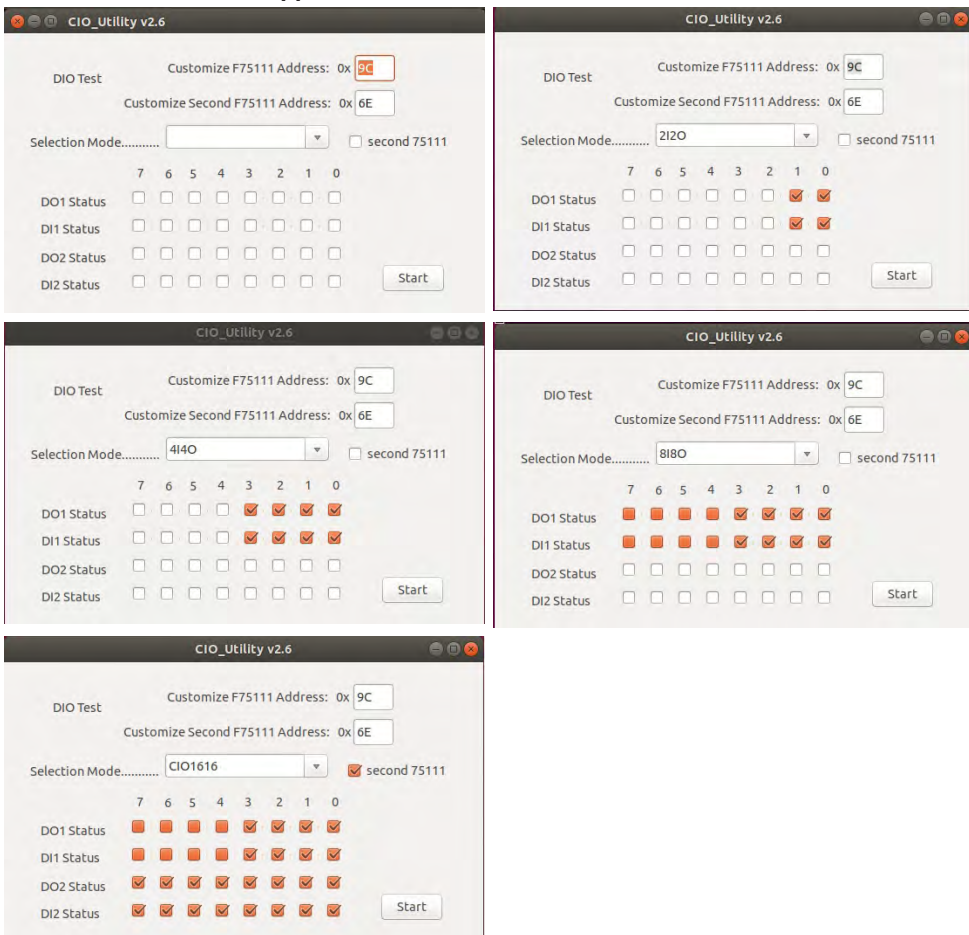 CIO_Utility v2.6
DIO Test
Customize F75111 Address: 0x 9C
Customize Second F75111 Address: 0x 6E
Selection Mode........... second 75111
7 6 5 4 3 2 1 0
DO1 Status
DI1 Status
DO2 Status
DI2 Status
Start
CIO_Utility v2.6
DIO Test
Customize F75111 Address: 0x 9C
Customize Second F75111 Address: 0x 6E
Selection Mode........... 2I2O second 75111
7 6 5 4 3 2 1 0
DO1 Status
DI1 Status
DO2 Status
DI2 Status
Start
CIO_Utility v2.6
DIO Test
Customize F75111 Address: 0x 9C
Customize Second F75111 Address: 0x 6E
Selection Mode........... 4I4O second 75111
7 6 5 4 3 2 1 0
DO1 Status
DI1 Status
DO2 Status
DI2 Status
Start
CIO_Utility v2.6
DIO Test
Customize F75111 Address: 0x 9C
Customize Second F75111 Address: 0x 6E
Selection Mode........... 8I8O second 75111
7 6 5 4 3 2 1 0
DO1 Status
DI1 Status
DO2 Status
DI2 Status
Start
CIO_Utility v2.6
DIO Test
Customize F75111 Address: 0x 9C
Customize Second F75111 Address: 0x 6E
Selection Mode........... CIO1616 second 75111
7 6 5 4 3 2 1 0
DO1 Status
DI1 Status
DO2 Status
DI2 Status
Start